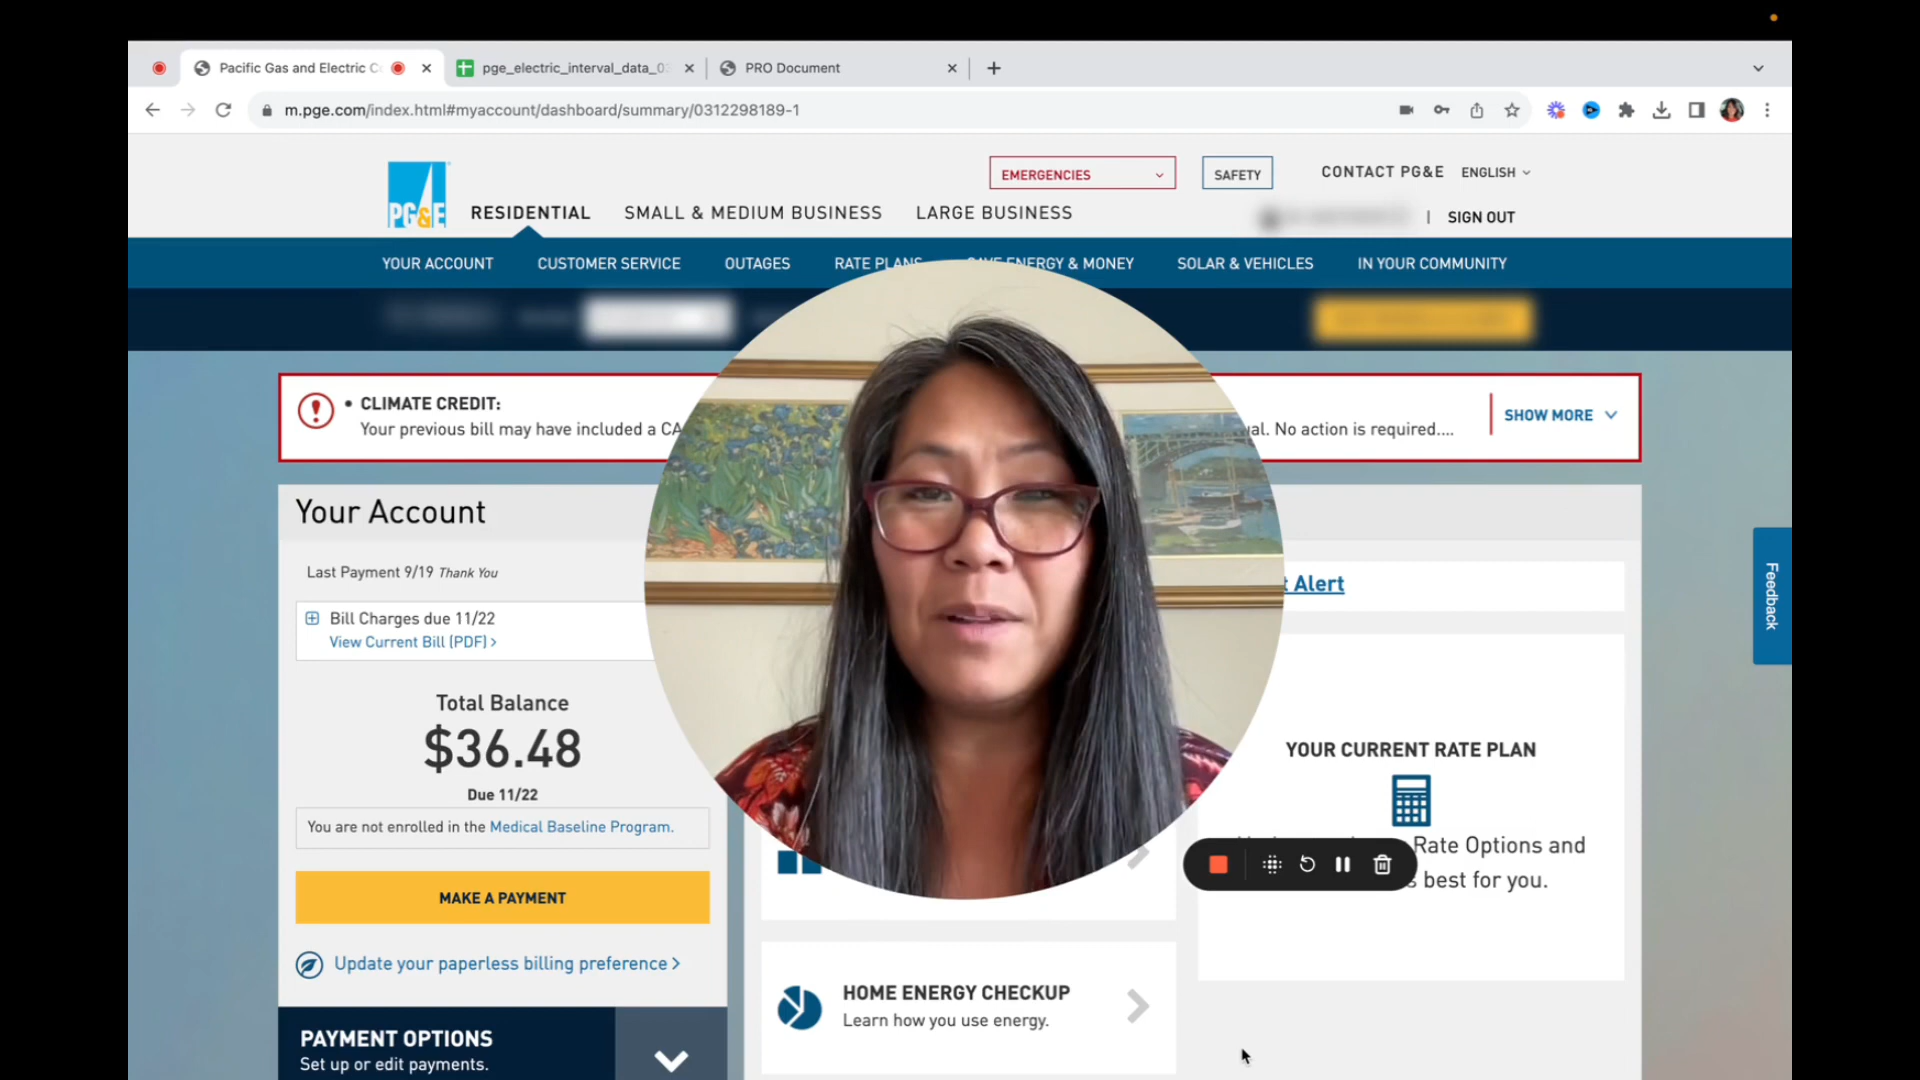 Pacific Gas and Electric C
pge_electric_interval_data_0
PRO Document
m.pge.com/index.html#myaccount/dashboard/summary/0312298189-1
EMERGENCIES
SAFETY
CONTACT PG&E
ENGLISH
PG&E
RESIDENTIAL
SMALL & MEDIUM BUSINESS
LARGE BUSINESS
| SIGN OUT
YOUR ACCOUNT
CUSTOMER SERVICE
OUTAGES
RATE PLANS
SAVE ENERGY & MONEY
SOLAR & VEHICLES
IN YOUR COMMUNITY
• CLIMATE CREDIT:
Your previous bill may have included a CA
No action is required....
SHOW MORE
Your Account
Last Payment 9/19 Thank You
Bill Charges due 11/22
View Current Bill (PDF) >
Total Balance
$36.48
Due 11/22
You are not enrolled in the Medical Baseline Program.
MAKE A PAYMENT
Update your paperless billing preference >
PAYMENT OPTIONS
Set up or edit payments.
Alert
YOUR CURRENT RATE PLAN
Rate Options and
best for you.
HOME ENERGY CHECKUP
Learn how you use energy.
Feedback